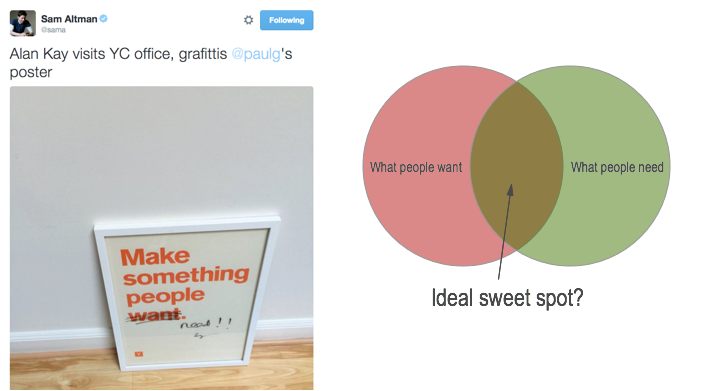 Sam Altman
@sama
Following
Alan Kay visits YC office, grafittis @paulg's
poster
Make
something
people
want.
need!!
What people want
What people need
Ideal sweet spot?